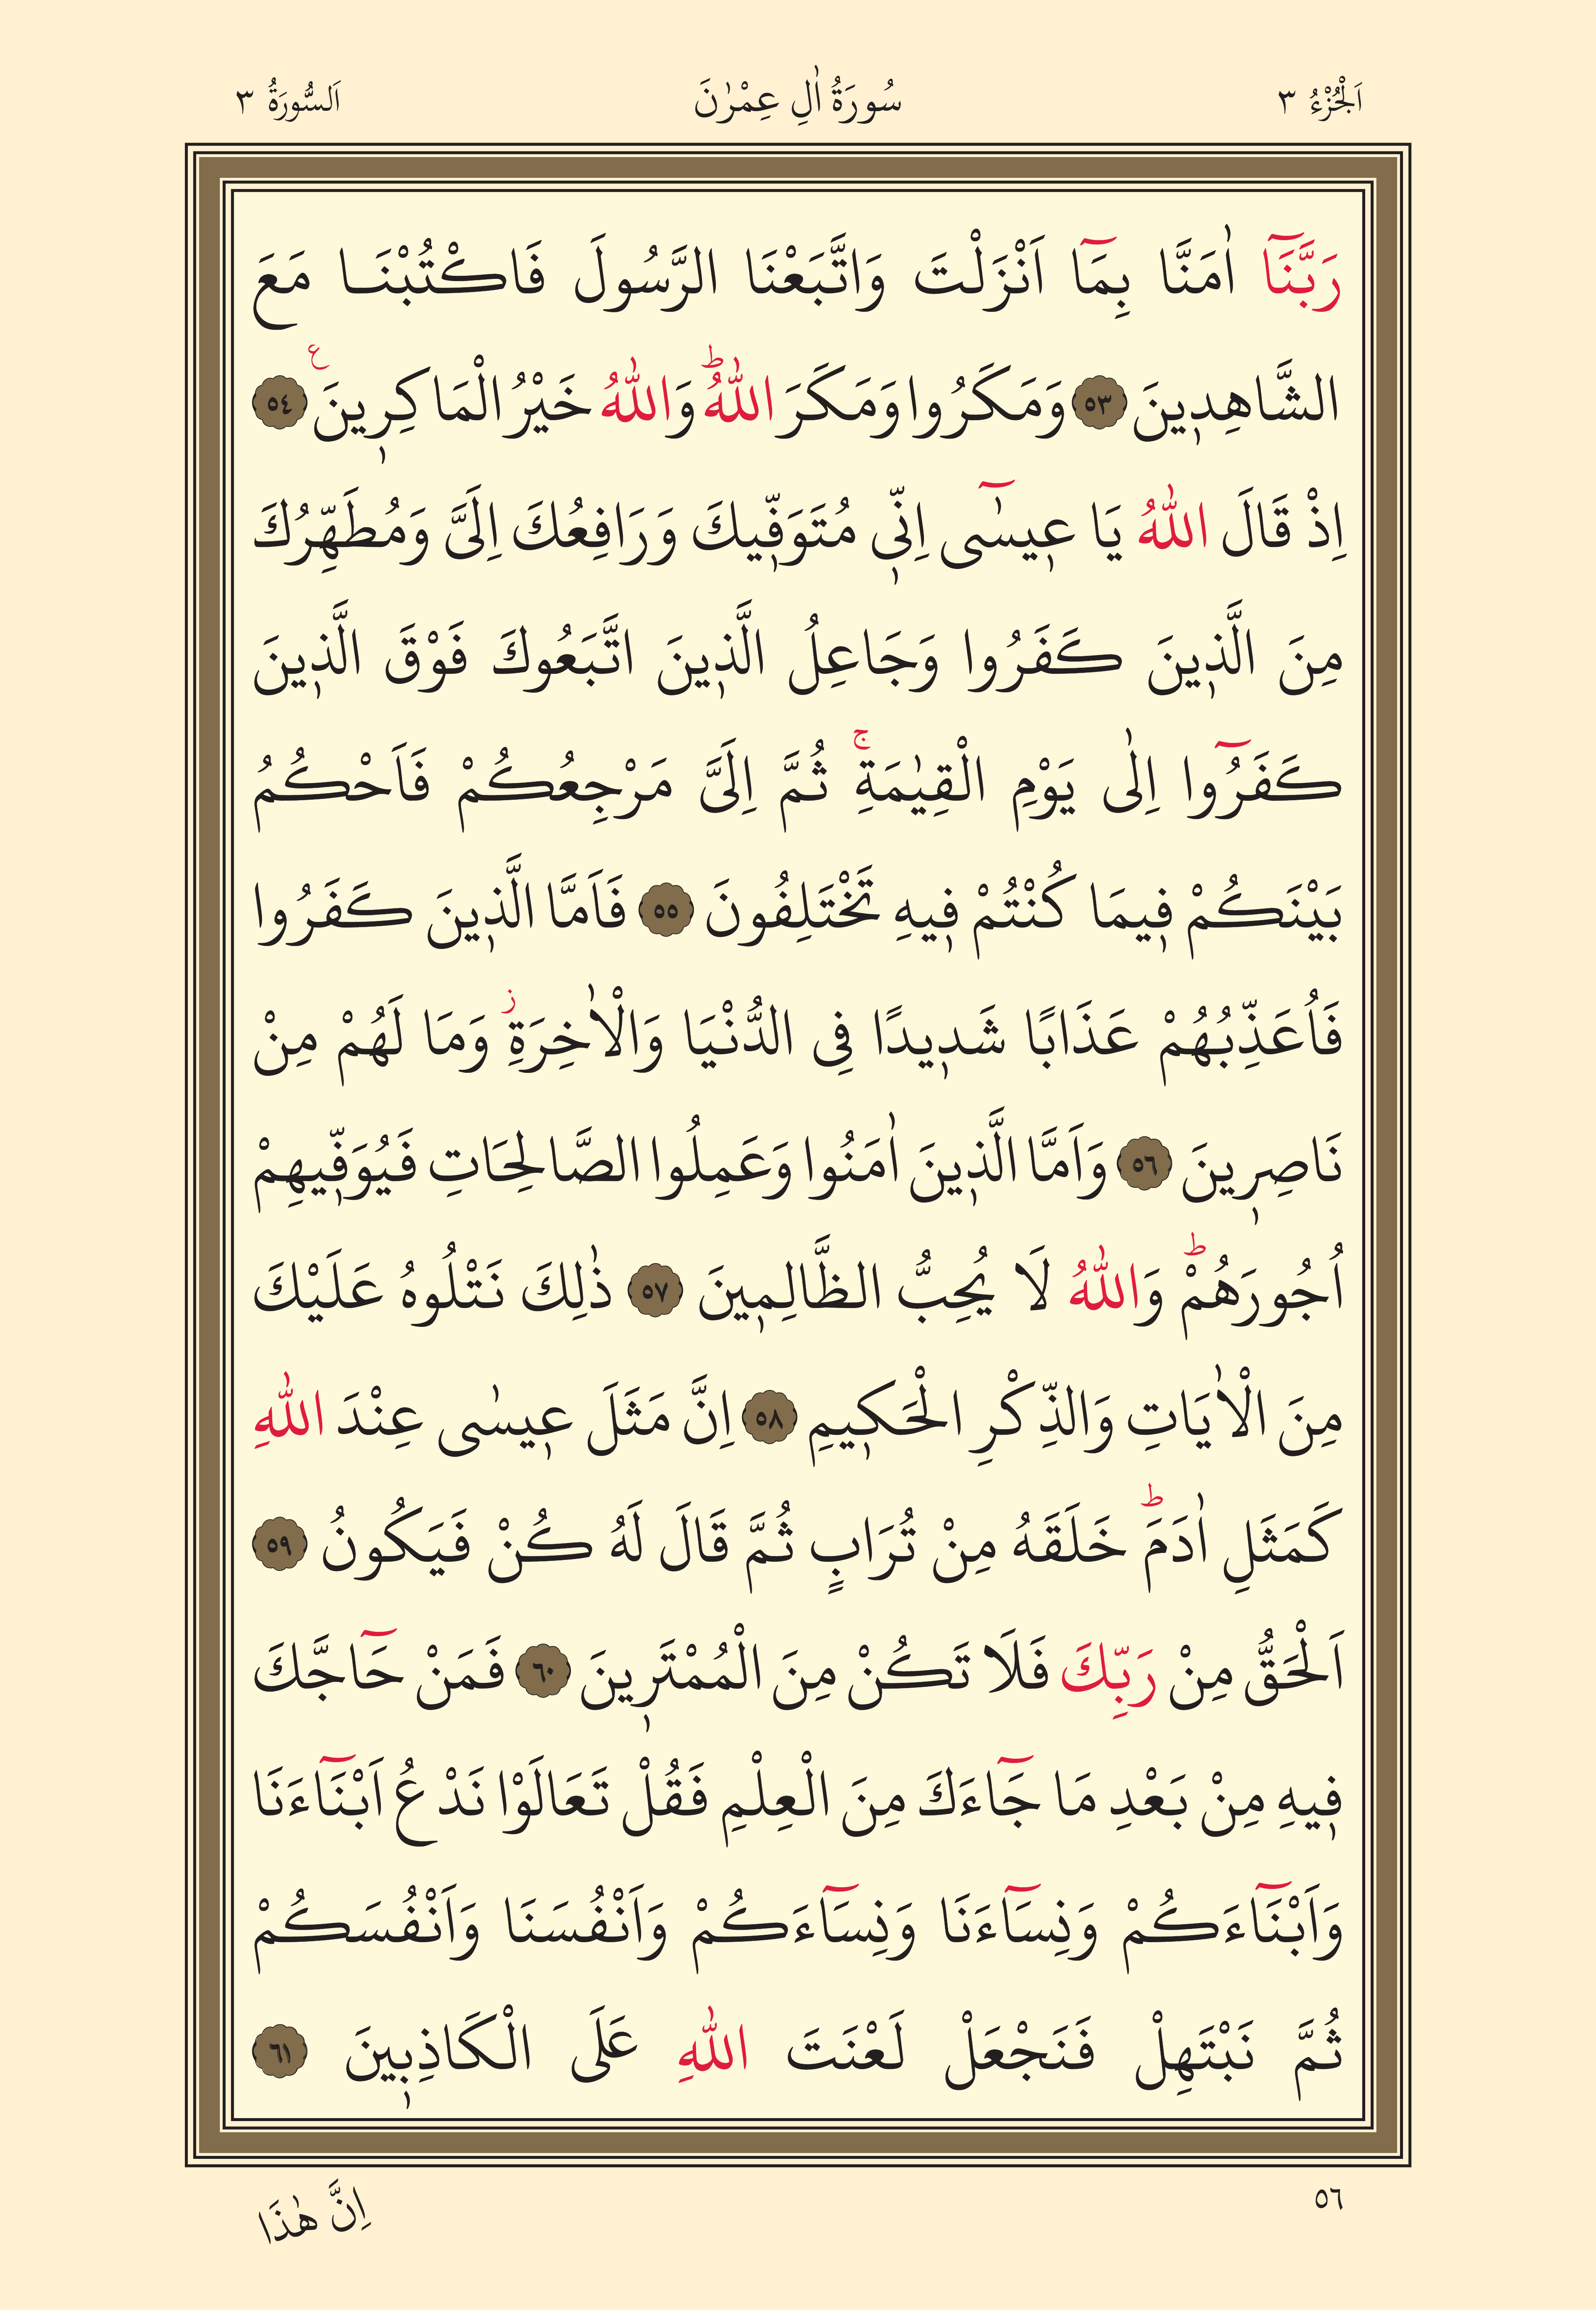 اَلْجُزْءُ ٣ سُورَةُ اٰلِ عِمْرٰنَ اَلسُّورَةُ ٣
رَبَّنَٓا اٰمَنَّا بِمَٓا اَنْزَلْتَ وَاتَّبَعْنَا الرَّسُولَ فَاكْتُبْنَا مَعَ
الشَّاهِد۪ينَ ٥٣ وَمَكَرُوا وَمَكَرَ اللّٰهُۜ وَاللّٰهُ خَيْرُ الْمَاكِر۪ينَ ع ٥٤
اِذْ قَالَ اللّٰهُ يَا ع۪يسٰٓى اِنّ۪ي مُتَوَفّ۪يكَ وَرَافِعُكَ اِلَيَّ وَمُطَهِّرُكَ
مِنَ الَّذ۪ينَ كَفَرُوا وَجَاعِلُ الَّذ۪ينَ اتَّبَعُوكَ فَوْقَ الَّذ۪ينَ
كَفَرُٓوا اِلٰى يَوْمِ الْقِيٰمَةِۚ ثُمَّ اِلَيَّ مَرْجِعُكُمْ فَاَحْكُمُ
بَيْنَكُمْ ف۪يمَا كُنْتُمْ ف۪يهِ تَخْتَلِفُونَ ٥٥ فَاَمَّا الَّذ۪ينَ كَفَرُوا
فَاُعَذِّبُهُمْ عَذَابًا شَد۪يدًا فِي الدُّنْيَا وَالْاٰخِرَةِۘ وَمَا لَهُمْ مِنْ
نَاصِر۪ينَ ٥٦ وَاَمَّا الَّذ۪ينَ اٰمَنُوا وَعَمِلُوا الصَّالِحَاتِ فَيُوَفّ۪يهِمْ
اُجُورَهُمْۜ وَاللّٰهُ لَا يُحِبُّ الظَّالِم۪ينَ ٥٧ ذٰلِكَ نَتْلُوهُ عَلَيْكَ
مِنَ الْاٰيَاتِ وَالذِّكْرِ الْحَك۪يمِ ٥٨ اِنَّ مَثَلَ ع۪يسٰى عِنْدَ اللّٰهِ
كَمَثَلِ اٰدَمَۜ خَلَقَهُ مِنْ تُرَابٍ ثُمَّ قَالَ لَهُ كُنْ فَيَكُونُ ٥٩
اَلْحَقُّ مِنْ رَبِّكَ فَلَا تَكُنْ مِنَ الْمُمْتَر۪ينَ ٦٠ فَمَنْ حَٓاجَّكَ
ف۪يهِ مِنْ بَعْدِ مَا جَٓاءَكَ مِنَ الْعِلْمِ فَقُلْ تَعَالَوْا نَدْعُ اَبْنَٓاءَنَا
وَاَبْنَٓاءَكُمْ وَنِسَٓاءَنَا وَنِسَٓاءَكُمْ وَاَنْفُسَنَا وَاَنْفُسَكُمْ
ثُمَّ نَبْتَهِلْ فَنَجْعَلْ لَعْنَتَ اللّٰهِ عَلَى الْكَاذِب۪ينَ ٦١
٥٦ اِنَّ هٰذَا